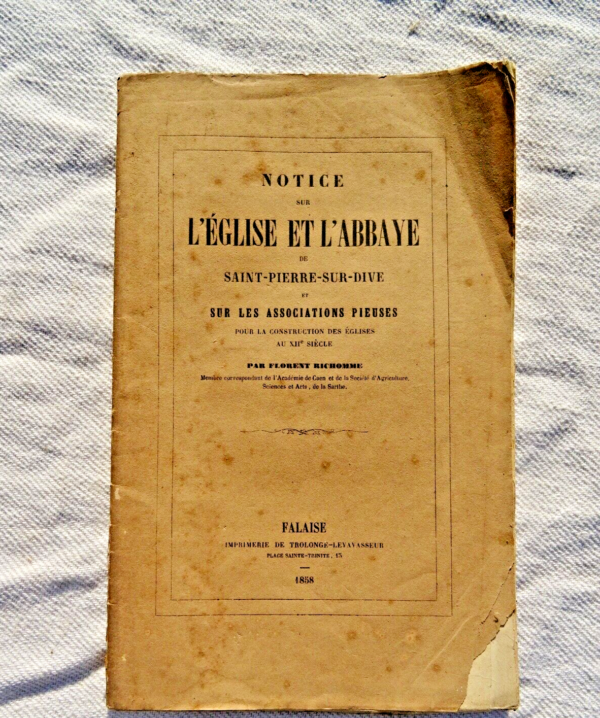 NOTICE
SUR
L'ÉGLISE ET L'ABBAYE
DE
SAINT-PIERRE-SUR-DIVE
ET
SUR LES ASSOCIATIONS PIEUSES
POUR LA CONSTRUCTION DES ÉGLISES
AU XIIe SIÈCLE
PAR FLORENT RICHOMME
Membre correspondant de l'Académie de Caen et de la Société d'Agriculture,
Sciences et Arts, de la Sarthe.
FALAISE
IMPRIMERIE DE TROLONGE-LEVAVASSEUR
PLACE SAINTE-TRINITÉ, 15
1858